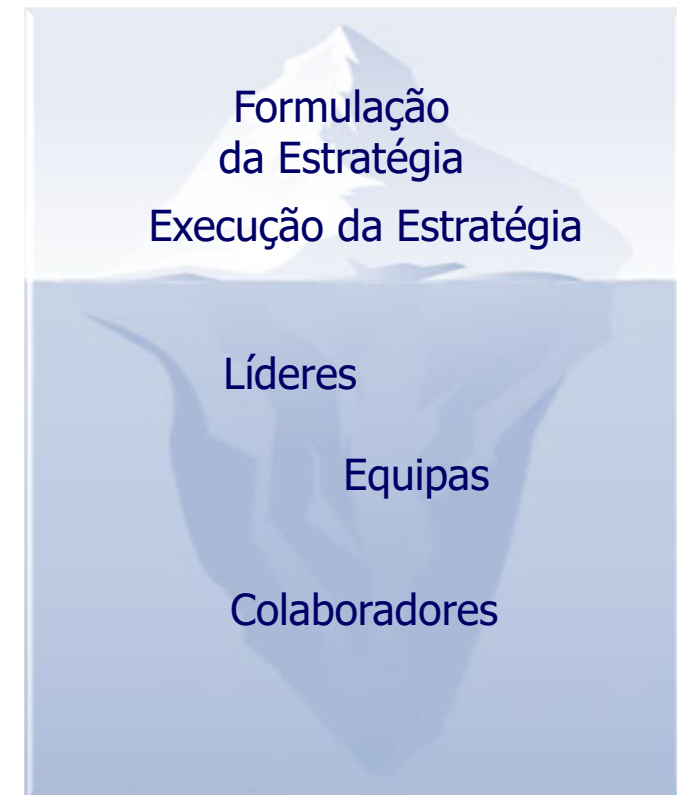 Formulação
da Estratégia
Execução da Estratégia
Líderes
Equipas
Colaboradores